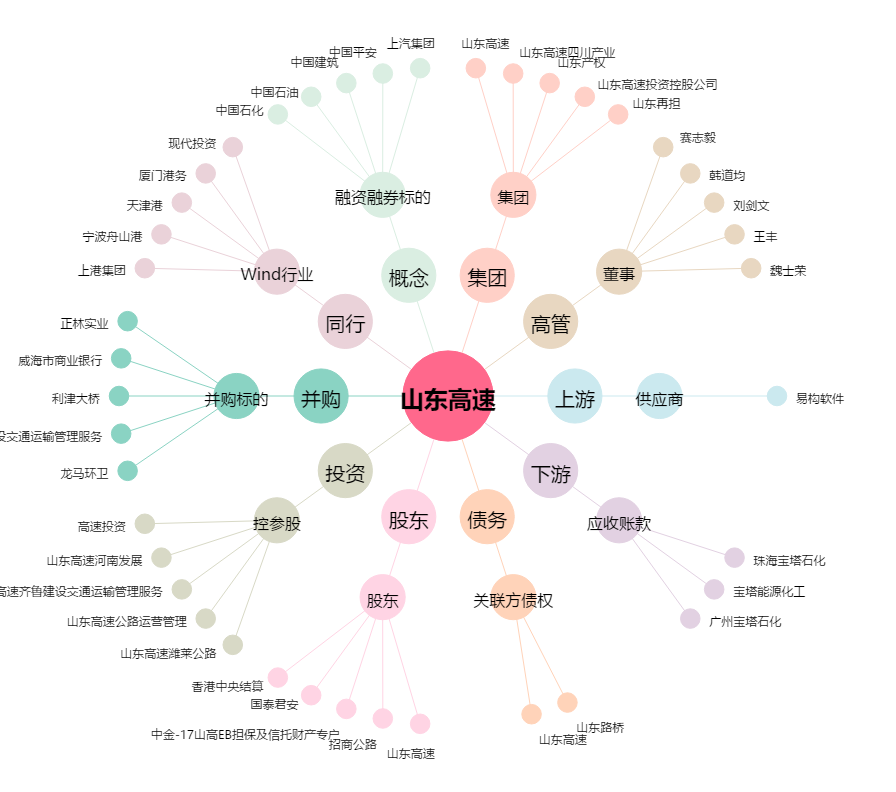 上汽集团
中国平安
中国建筑
中国石油
中国石化
融资融券标的
概念
山东高速
山东高速四川产业
山东产权
山东高速投资控股公司
山东再担
集团
集团
现代投资
厦门港务
天津港
宁波舟山港
上港集团
Wind行业
同行
赛志毅
韩道均
刘剑文
王丰
魏士荣
董事
高管
正林实业
威海市商业银行
利津大桥
设交通运输管理服务
龙马环卫
并购标的
并购
山东高速
上游
供应商
易构软件
投资
控参股
高速投资
山东高速河南发展
高速齐鲁建设交通运输管理服务
山东高速公路运营管理
山东高速潍莱公路
下游
应收账款
珠海宝塔石化
宝塔能源化工
广州宝塔石化
股东
股东
香港中央结算
国泰君安
中金-17山高EB担保及信托财产专户
招商公路
山东高速
债务
关联方债权
山东路桥
山东高速